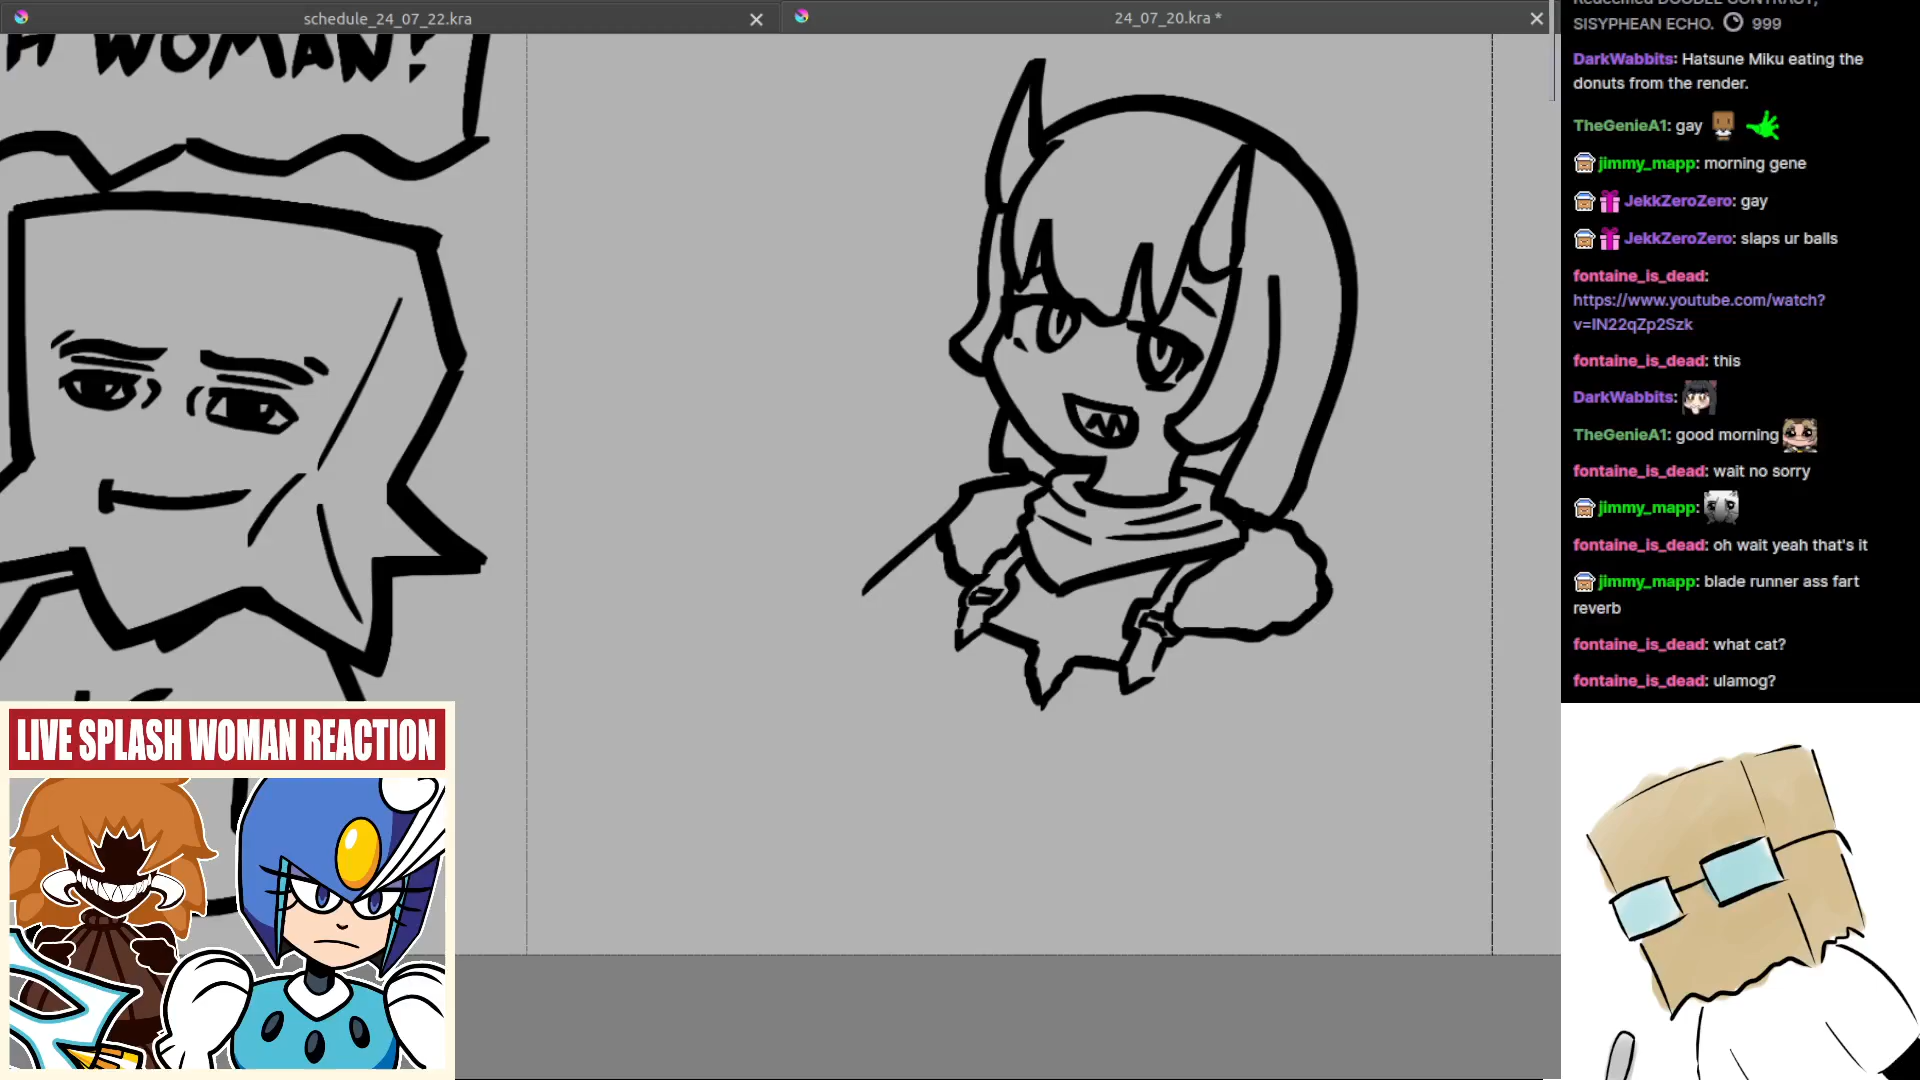 schedule_24_07_22.kra
24_07_20.kra *
H WOMAN?
LIVE SPLASH WOMAN REACTION
Redeemed DOODLE CONTRACT,
SISYPHEAN ECHO. 999
DarkWabbits: Hatsune Miku eating the
donuts from the render.
TheGenieA1: gay
jimmy_mapp: morning gene
JekkZeroZero: gay
JekkZeroZero: slaps ur balls
fontaine_is_dead:
https://www.youtube.com/watch?
v=IN22qZp2Szk
fontaine_is_dead: this
DarkWabbits:
TheGenieA1: good morning
fontaine_is_dead: wait no sorry
jimmy_mapp:
fontaine_is_dead: oh wait yeah that's it
jimmy_mapp: blade runner ass fart
reverb
fontaine_is_dead: what cat?
fontaine_is_dead: ulamog?